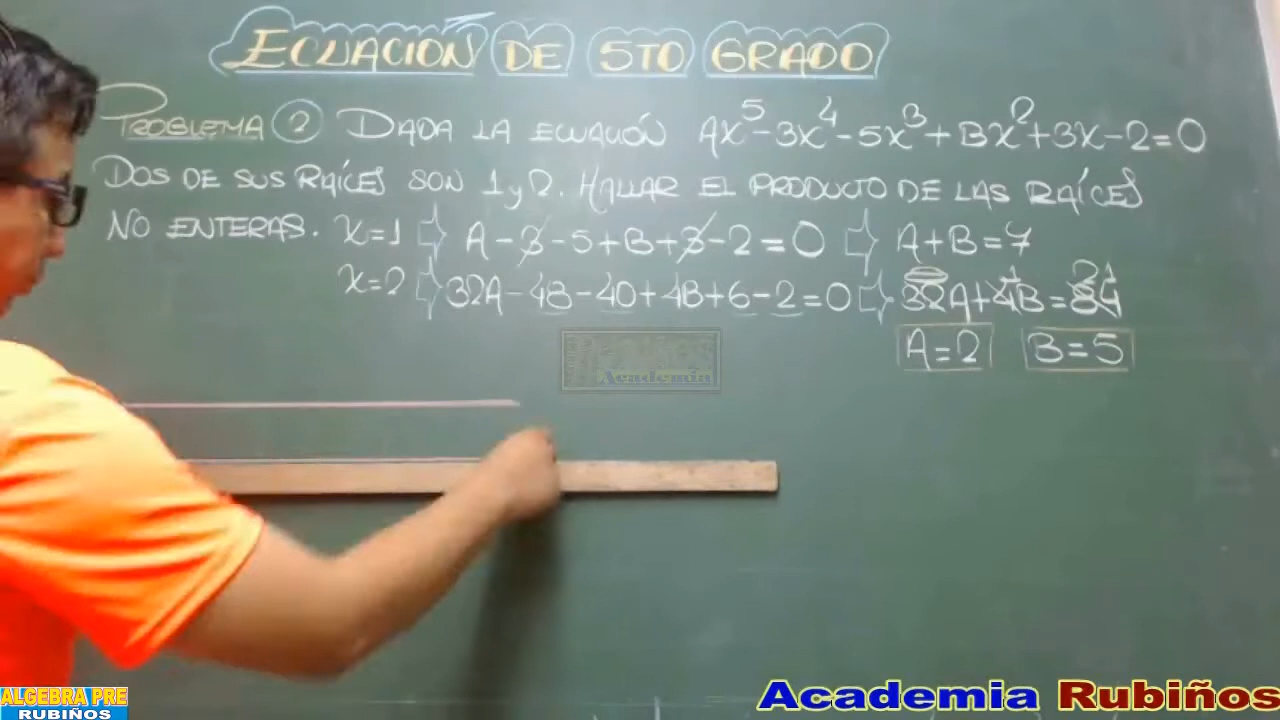 ECUACIÓN DE 5TO GRADO
PROBLEMA 2 DADA LA ECUACIÓN Ax⁵-3x⁴-5x³+Bx²+3x-2=0
DOS DE SUS RAÍCES SON 1 y 2. HALLAR EL PRODUCTO DE LAS RAÍCES
NO ENTERAS. x=1 ⇨ A-3-5+B+3-2=0 ⇨ A+B=7
x=2 ⇨ 32A-48-40+4B+6-2=0 ⇨ 32A+4B=84
A=2 B=5
Academia
ALGEBRA PRE
RUBIÑOS
Academia Rubiños